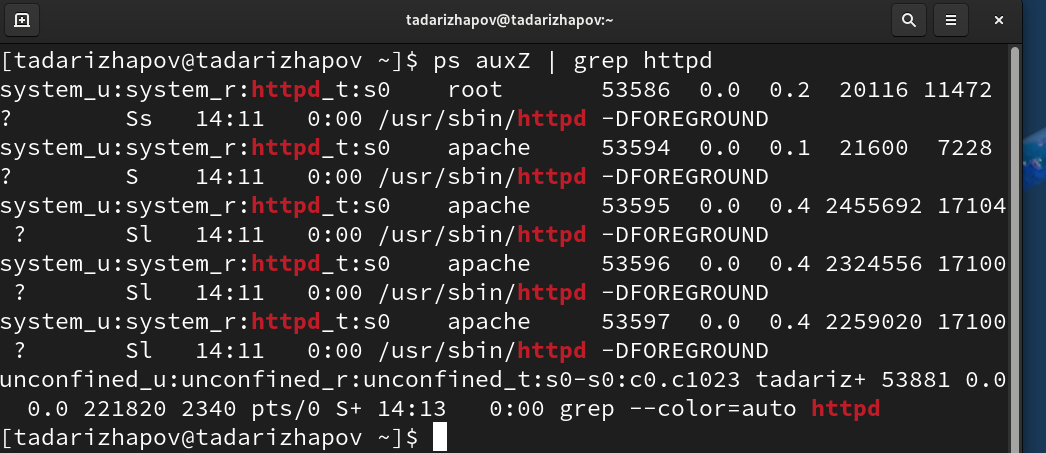 tadarizhapov@tadarizhapov:~
[tadarizhapov@tadarizhapov ~]$ ps auxZ | grep httpd
system_u:system_r:httpd_t:s0    root       53586  0.0  0.2  20116 11472
?        Ss   14:11   0:00 /usr/sbin/httpd -DFOREGROUND
system_u:system_r:httpd_t:s0    apache     53594  0.0  0.1  21600  7228
?        S    14:11   0:00 /usr/sbin/httpd -DFOREGROUND
system_u:system_r:httpd_t:s0    apache     53595  0.0  0.4 2455692 17104
 ?       Sl   14:11   0:00 /usr/sbin/httpd -DFOREGROUND
system_u:system_r:httpd_t:s0    apache     53596  0.0  0.4 2324556 17100
 ?       Sl   14:11   0:00 /usr/sbin/httpd -DFOREGROUND
system_u:system_r:httpd_t:s0    apache     53597  0.0  0.4 2259020 17100
 ?       Sl   14:11   0:00 /usr/sbin/httpd -DFOREGROUND
unconfined_u:unconfined_r:unconfined_t:s0-s0:c0.c1023 tadariz+ 53881 0.0
  0.0 221820 2340 pts/0 S+ 14:13   0:00 grep --color=auto httpd
[tadarizhapov@tadarizhapov ~]$